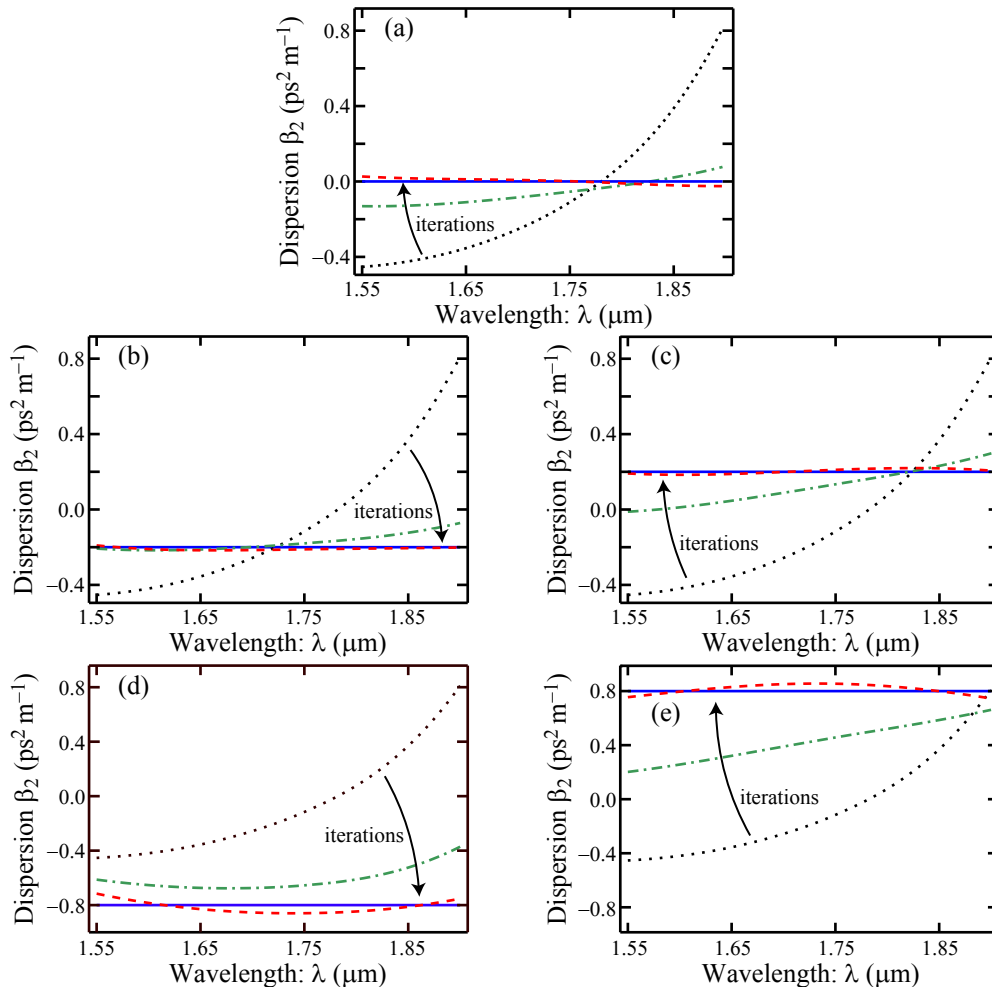 (a)
Dispersion β₂ (ps² m⁻¹)
0.8
0.4
0.0
−0.4
iterations
1.55 1.65 1.75 1.85
Wavelength: λ (μm)
(b)
Dispersion β₂ (ps² m⁻¹)
0.8
0.4
0.0
−0.4
iterations
1.55 1.65 1.75 1.85
Wavelength: λ (μm)
(c)
Dispersion β₂ (ps² m⁻¹)
0.8
0.4
0.0
−0.4
iterations
1.55 1.65 1.75 1.85
Wavelength: λ (μm)
(d)
Dispersion β₂ (ps² m⁻¹)
0.8
0.4
0.0
−0.4
−0.8
iterations
1.55 1.65 1.75 1.85
Wavelength: λ (μm)
(e)
Dispersion β₂ (ps² m⁻¹)
0.8
0.4
0.0
−0.4
−0.8
iterations
1.55 1.65 1.75 1.85
Wavelength: λ (μm)